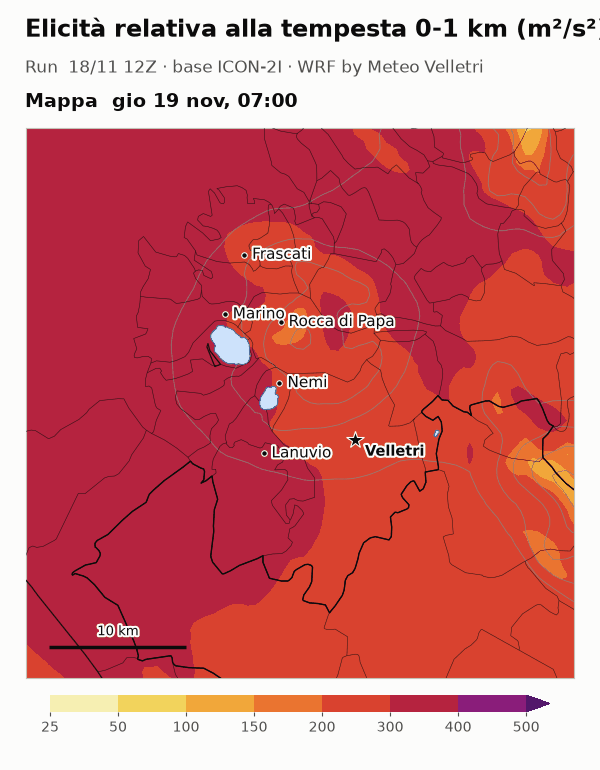 Elicità relativa alla tempesta 0-1 km (m²/s²)
Run 18/11 12Z · base ICON-2I · WRF by Meteo Velletri
Mappa gio 19 nov, 07:00
Frascati
Marino
Rocca di Papa
Nemi
Velletri
Lanuvio
10 km
25 50 100 150 200 300 400 500